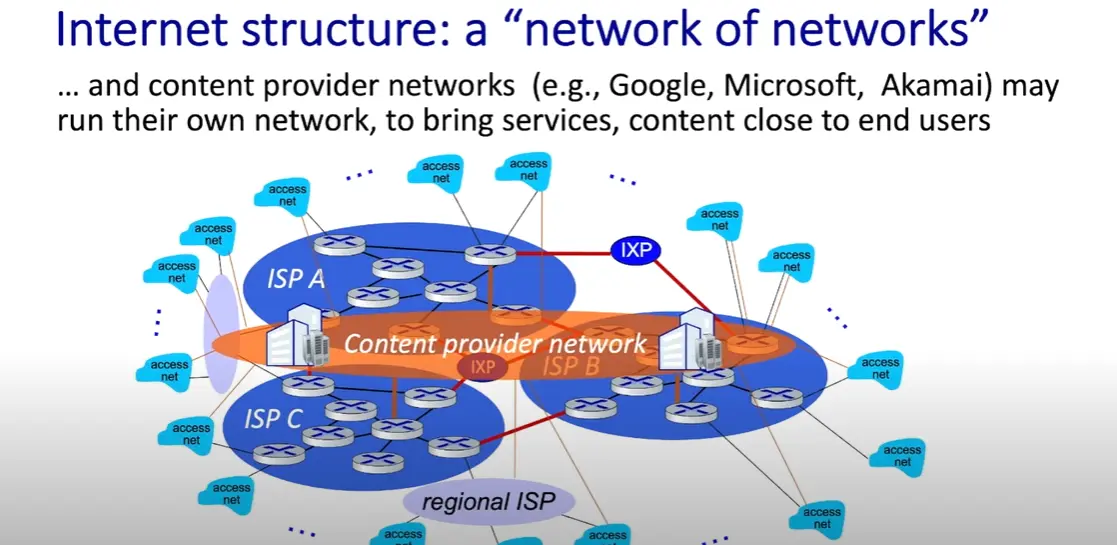 Internet structure: a “network of networks”
… and content provider networks (e.g., Google, Microsoft, Akamai) may
run their own network, to bring services, content close to end users
access
net
access
net
access
net
access
net
access
net
access
net
access
net
IXP
ISP A
Content provider network
IXP
ISP B
access
net
access
net
ISP C
access
net
access
net
access
net
regional ISP
access
net
access
net
access
net
access